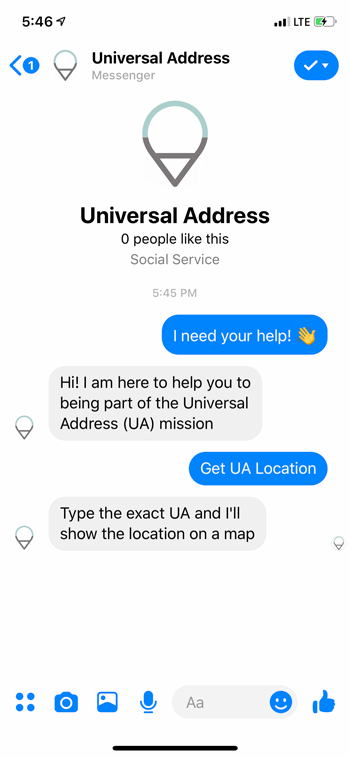 5:46
LTE
1
Universal Address
Messenger
Universal Address
0 people like this
Social Service
5:45 PM
I need your help! 👋
Hi! I am here to help you to
being part of the Universal
Address (UA) mission
Get UA Location
Type the exact UA and I'll
show the location on a map
Aa